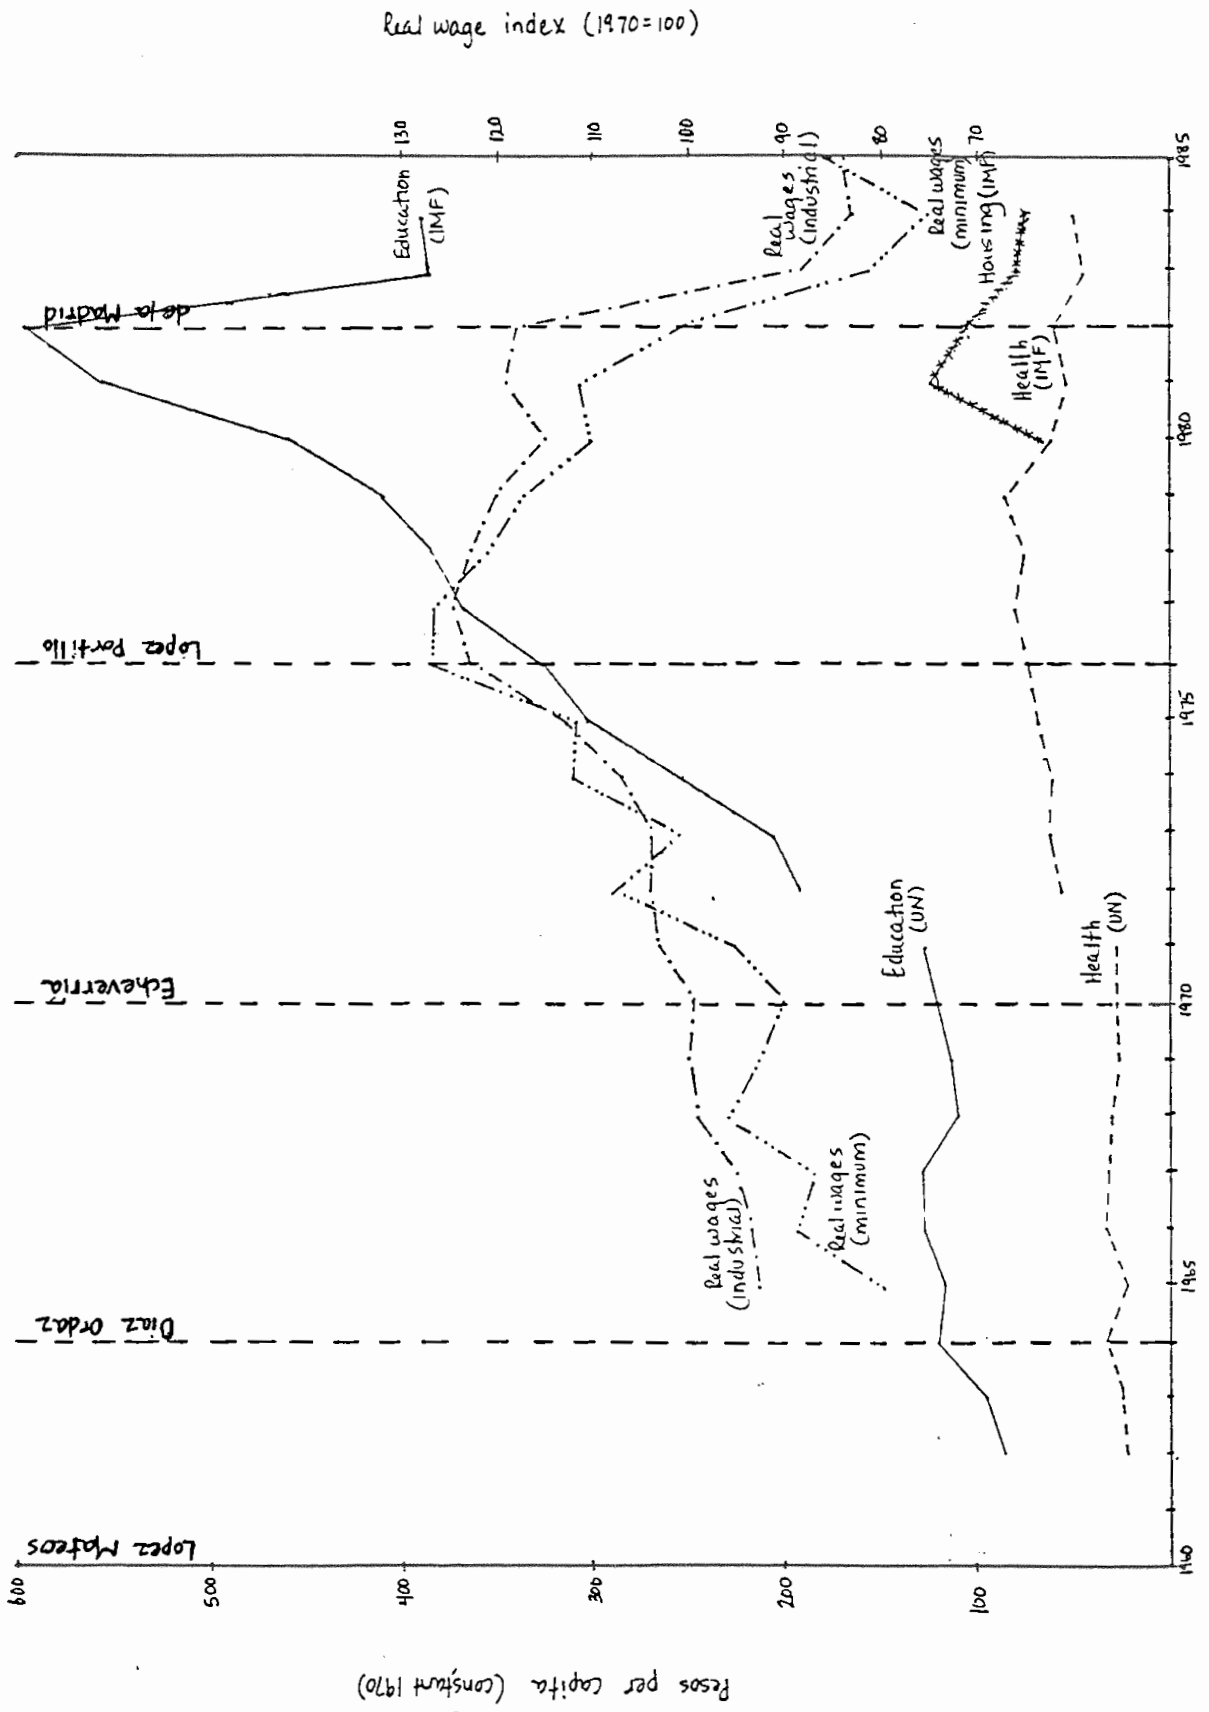 Real wage index (1970=100)
130
120
110
100
90
80
70
600
500
400
300
200
100
Pesos per capita (constant 1970)
1960
1965
1970
1975
1980
1985
Lopez Mateos
Diaz Ordaz
Echeverria
López Portillo
de la Madrid
Education
(IMF)
Real
wages
(industrial)
Real wages
(minimum)
Housing (IMF)
Health
(IMF)
Education
(UN)
Health
(UN)
Real wages
(industrial)
Real wages
(minimum)